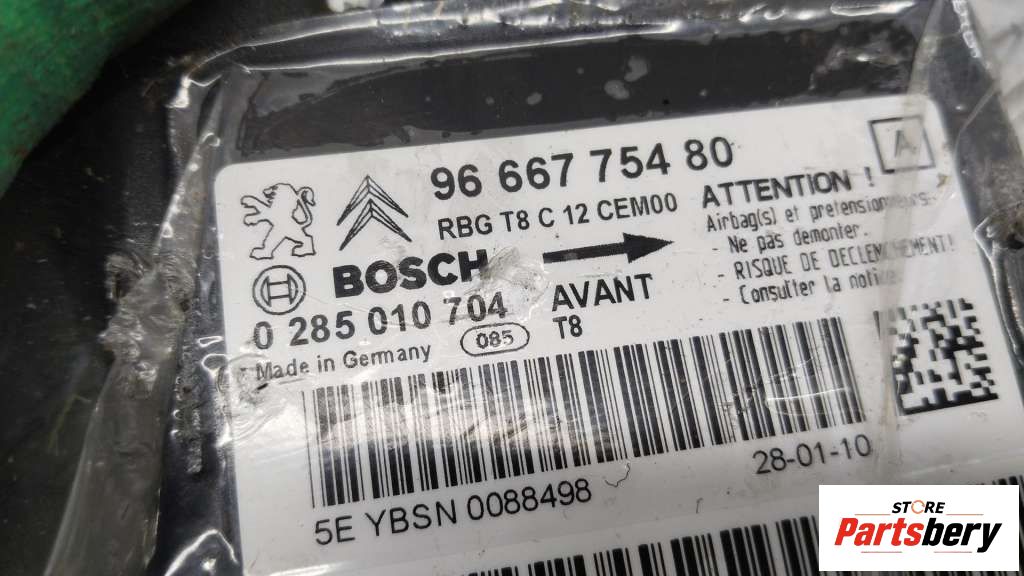 96 667 754 80
A
RBG T8 C 12 CEM00
ATTENTION !
Airbag(s) et pretensionneurs.
- Ne pas demonter.
- RISQUE DE DECLENCHEMENT!
- Consulter la notice
BOSCH
AVANT
0 285 010 704
085
T8
Made in Germany
28-01-10
5E YBSN 0088498
STORE
Partsbery